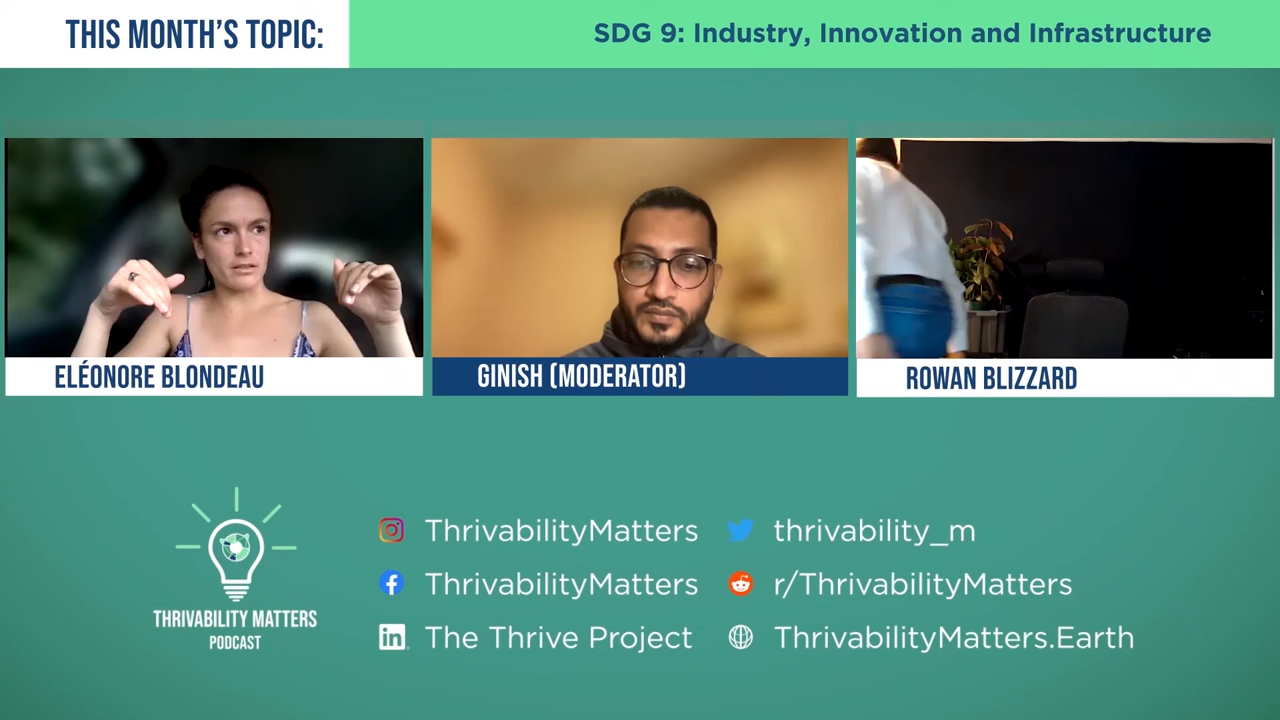 THIS MONTH'S TOPIC:
SDG 9: Industry, Innovation and Infrastructure
ELÉONORE BLONDEAU
GINISH (MODERATOR)
ROWAN BLIZZARD
THRIVABILITY MATTERS
PODCAST
ThrivabilityMatters
thrivability_m
ThrivabilityMatters
r/ThrivabilityMatters
in
The Thrive Project
ThrivabilityMatters.Earth